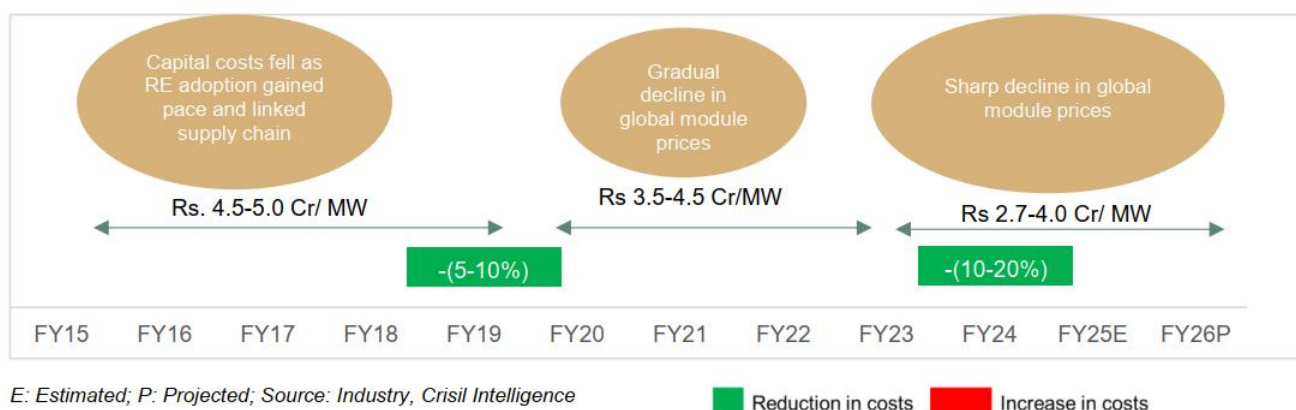 Capital costs fell as
RE adoption gained
pace and linked
supply chain
Gradual
decline in
global module
prices
Sharp decline in global
module prices
Rs. 4.5-5.0 Cr/ MW
Rs 3.5-4.5 Cr/MW
Rs 2.7-4.0 Cr/ MW
-(5-10%)
-(10-20%)
FY15 FY16 FY17 FY18 FY19 FY20 FY21 FY22 FY23 FY24 FY25E FY26P
E: Estimated; P: Projected; Source: Industry, Crisil Intelligence
Reduction in costs
Increase in costs